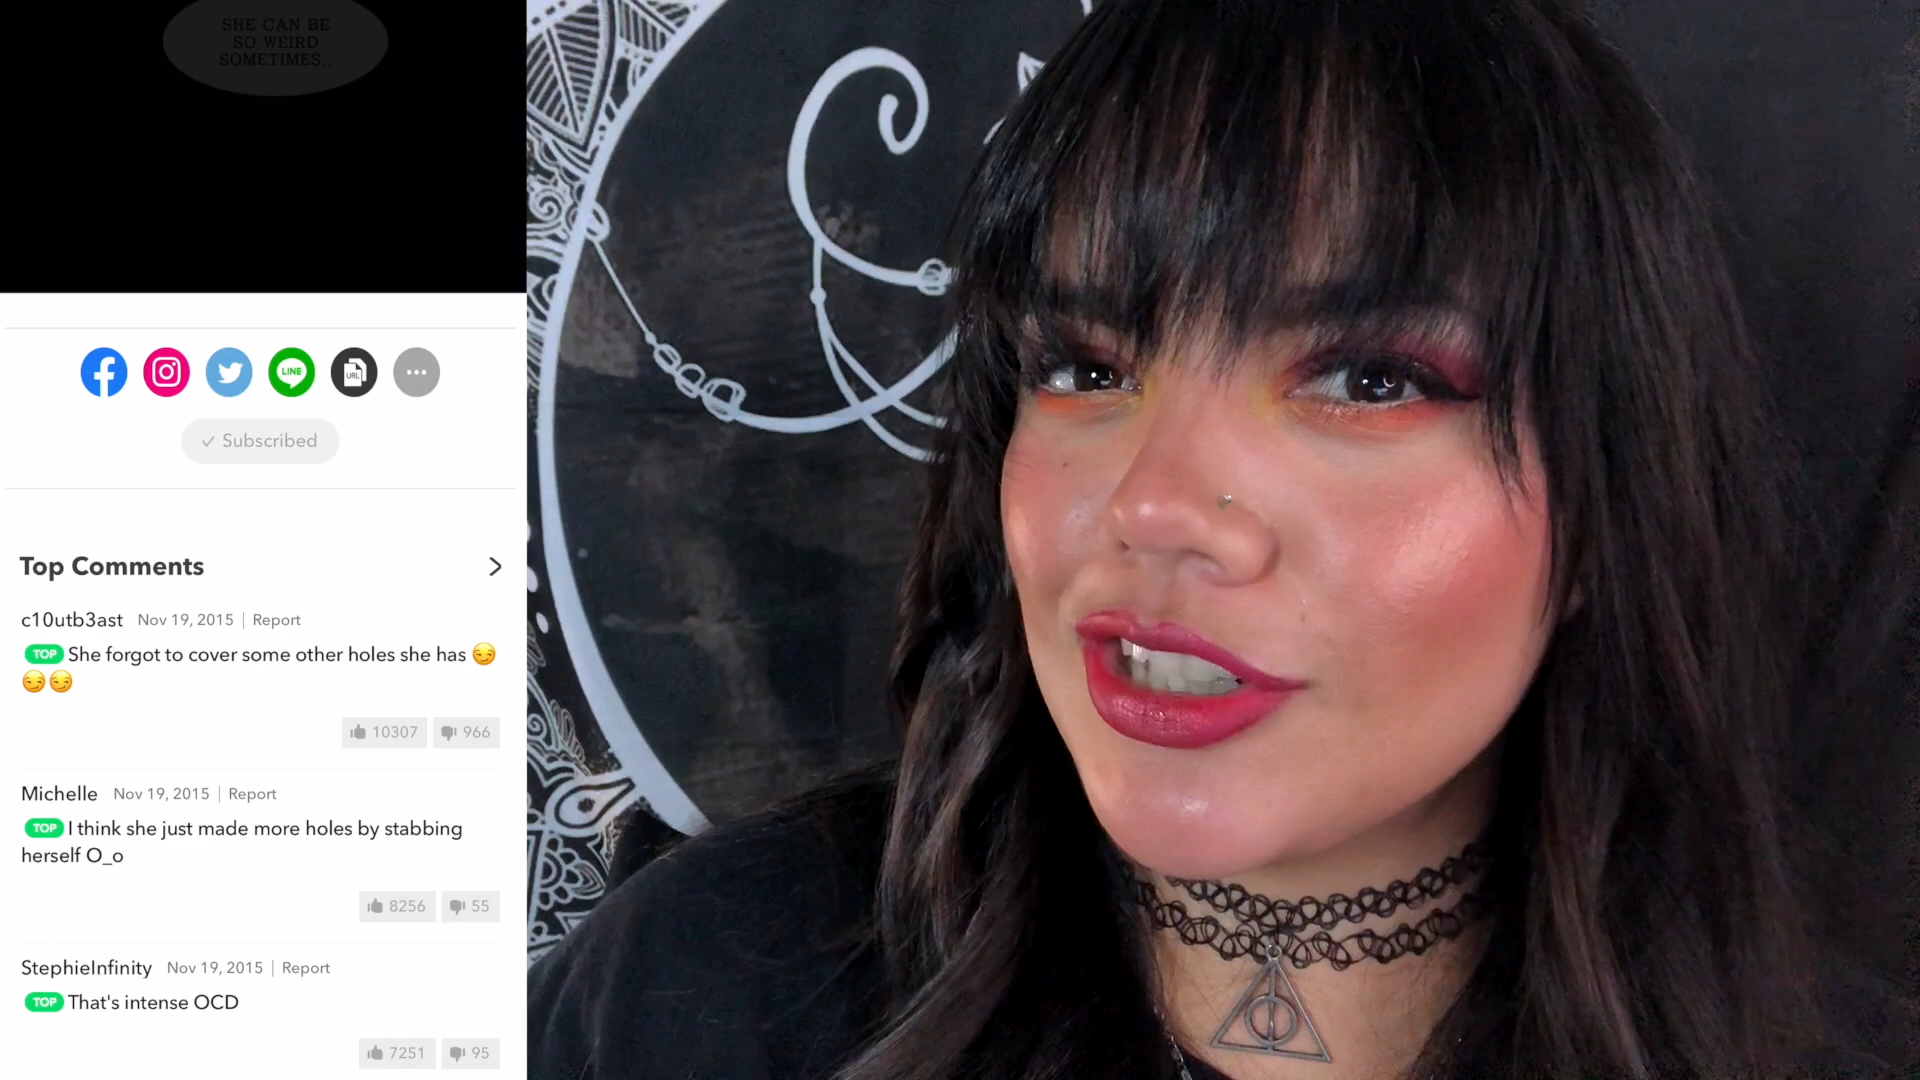 SHE CAN BE
SO WEIRD
SOMETIMES..
LINE
URL
✓ Subscribed
Top Comments
c10utb3ast Nov 19, 2015 | Report
TOP She forgot to cover some other holes she has 😏
😏😏
10307 966
Michelle Nov 19, 2015 | Report
TOP I think she just made more holes by stabbing
herself O_o
8256 55
StephieInfinity Nov 19, 2015 | Report
TOP That's intense OCD
7251 95